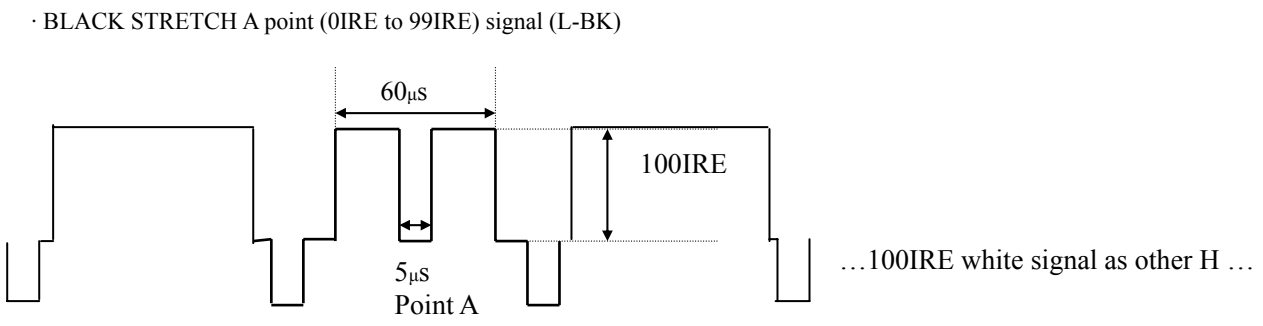 · BLACK STRETCH A point (0IRE to 99IRE) signal (L-BK)
60μs
100IRE
…100IRE white signal as other H …
5μs
Point A